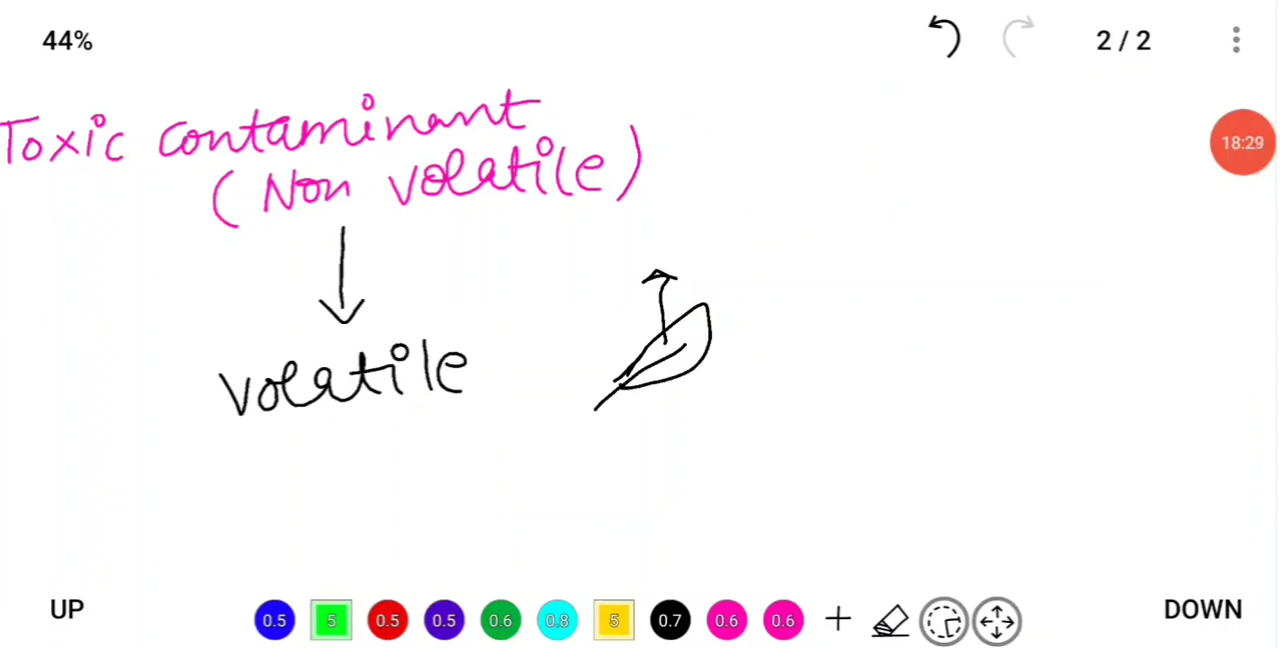 44%
2 / 2
18:29
Toxic contaminant
(Non volatile)
volatile
UP
0.5 5 0.5 0.5 0.6 0.8 5 0.7 0.6 0.6
DOWN